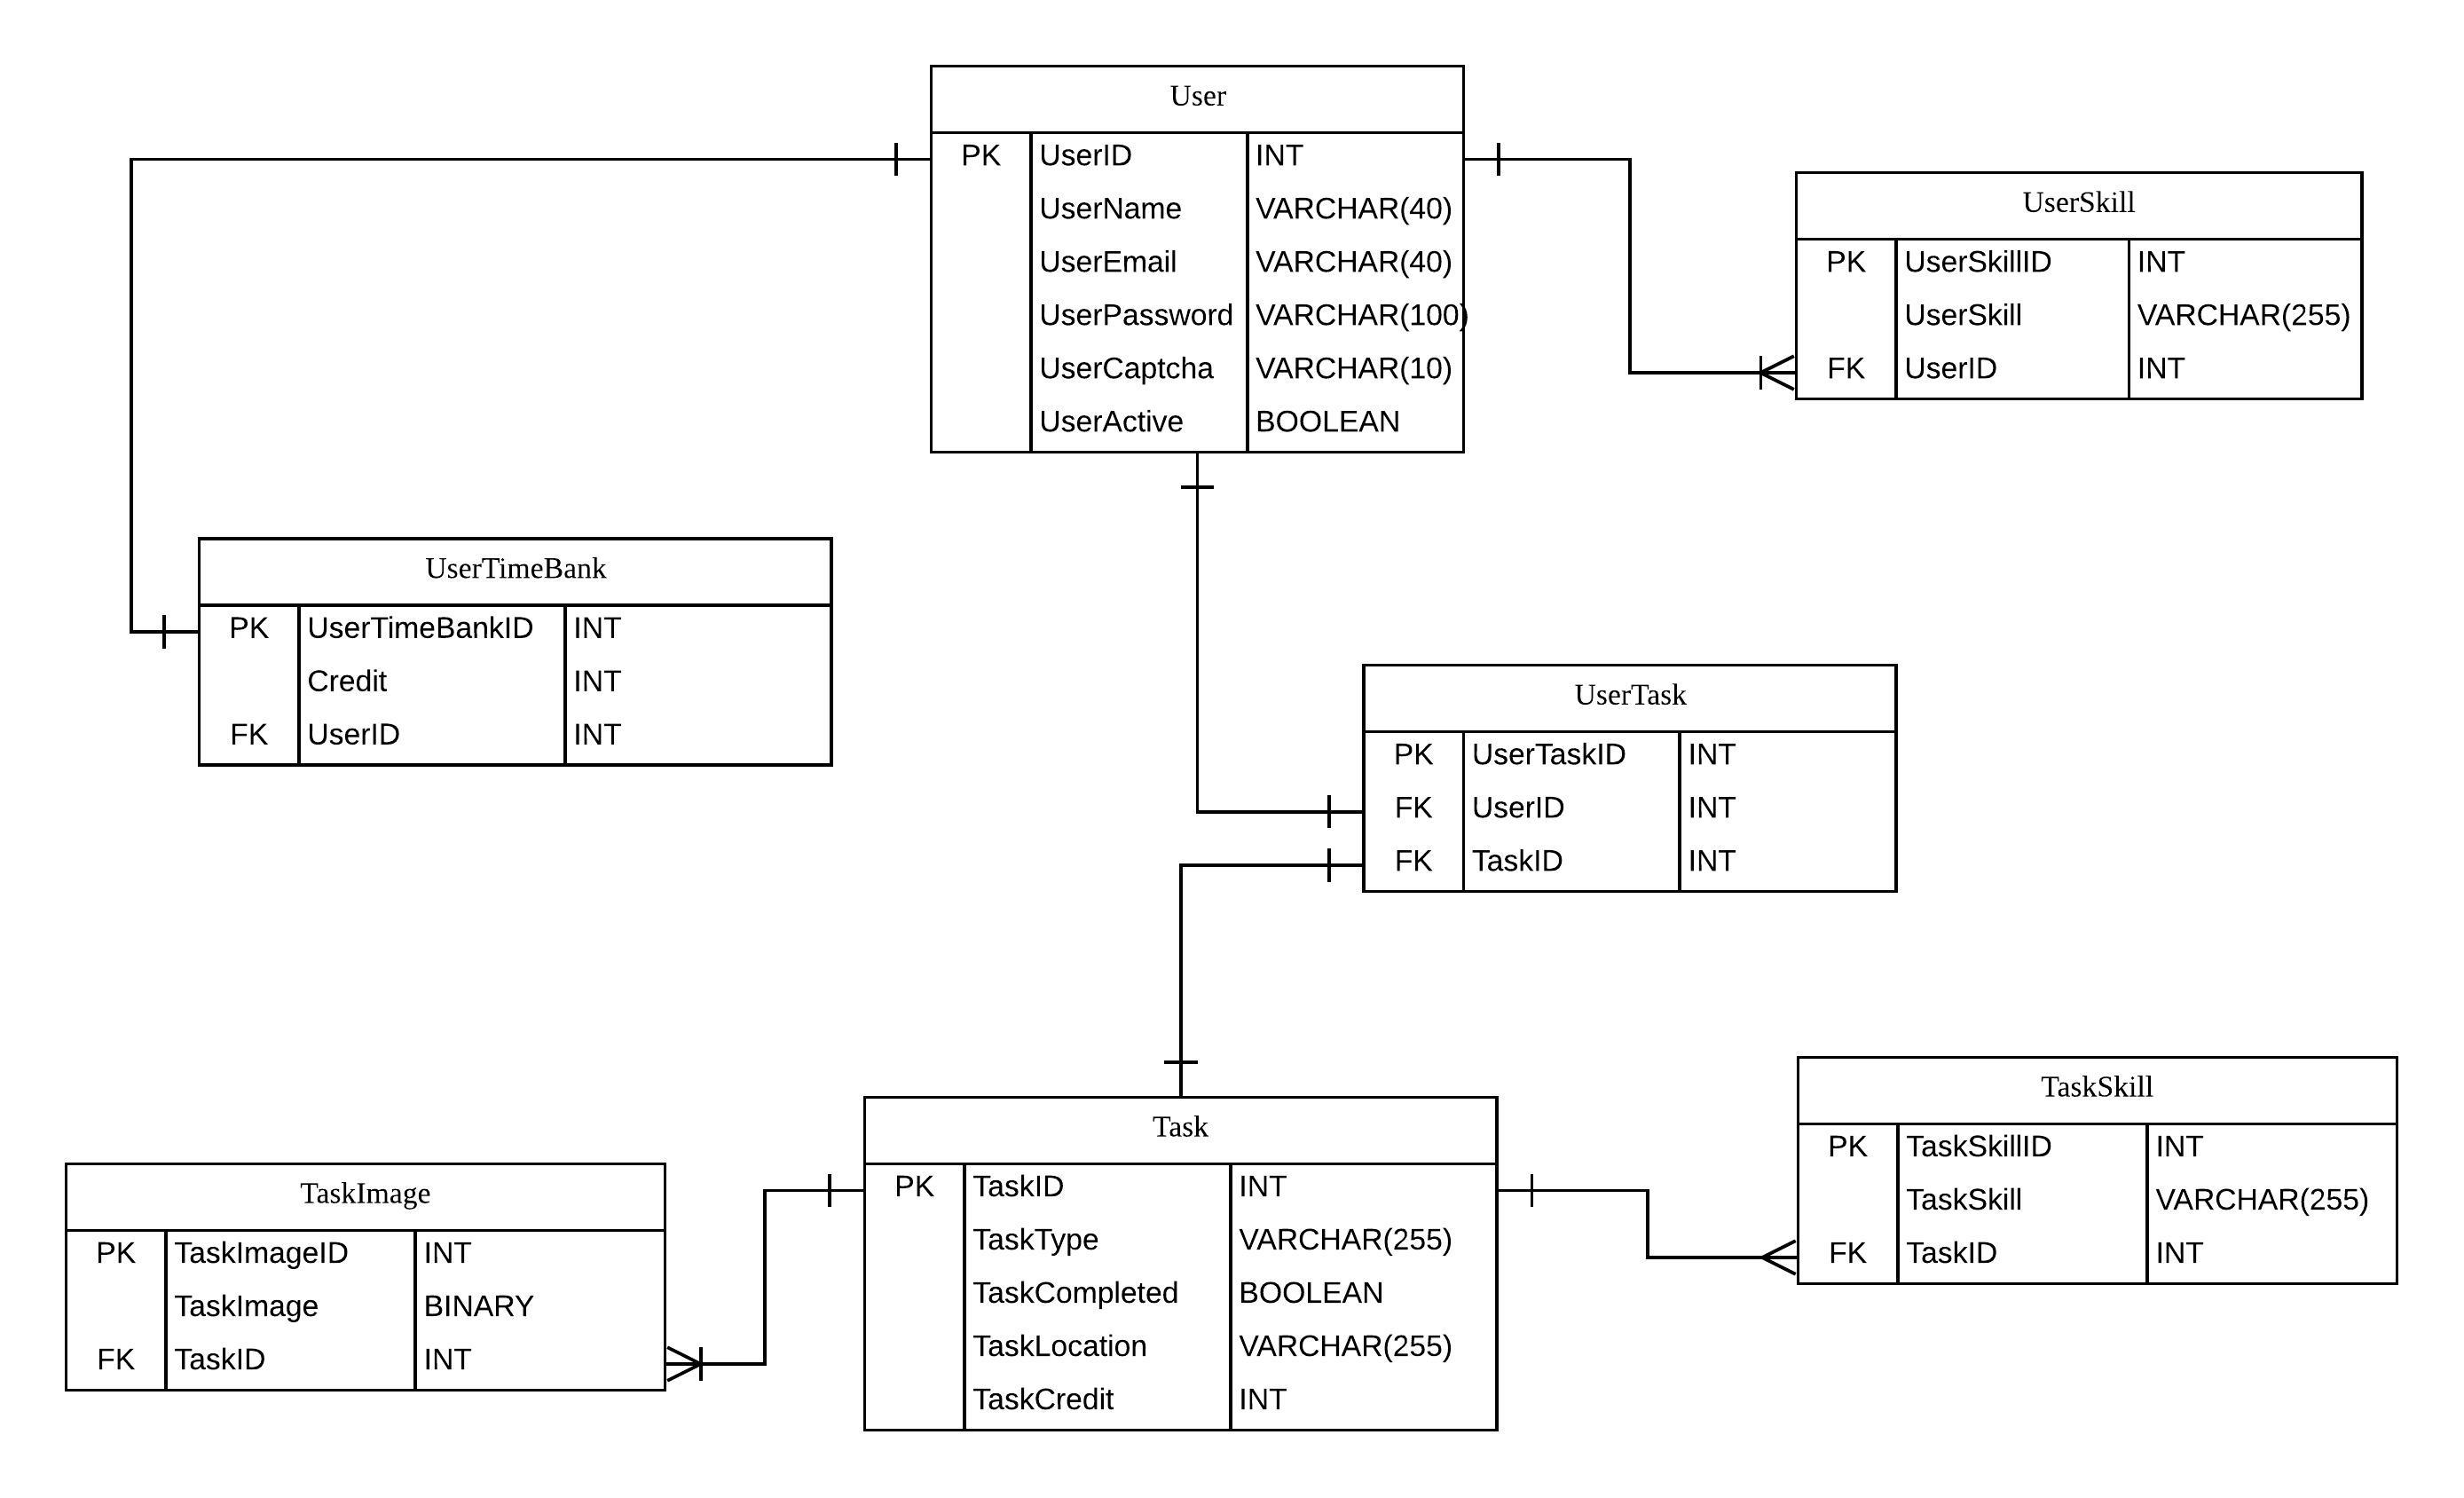 User
PK UserID INT
UserName VARCHAR(40)
UserEmail VARCHAR(40)
UserPassword VARCHAR(100)
UserCaptcha VARCHAR(10)
UserActive BOOLEAN
UserSkill
PK UserSkillID INT
UserSkill VARCHAR(255)
FK UserID INT
UserTimeBank
PK UserTimeBankID INT
Credit INT
FK UserID INT
UserTask
PK UserTaskID INT
FK UserID INT
FK TaskID INT
TaskImage
PK TaskImageID INT
TaskImage BINARY
FK TaskID INT
Task
PK TaskID INT
TaskType VARCHAR(255)
TaskCompleted BOOLEAN
TaskLocation VARCHAR(255)
TaskCredit INT
TaskSkill
PK TaskSkillID INT
TaskSkill VARCHAR(255)
FK TaskID INT